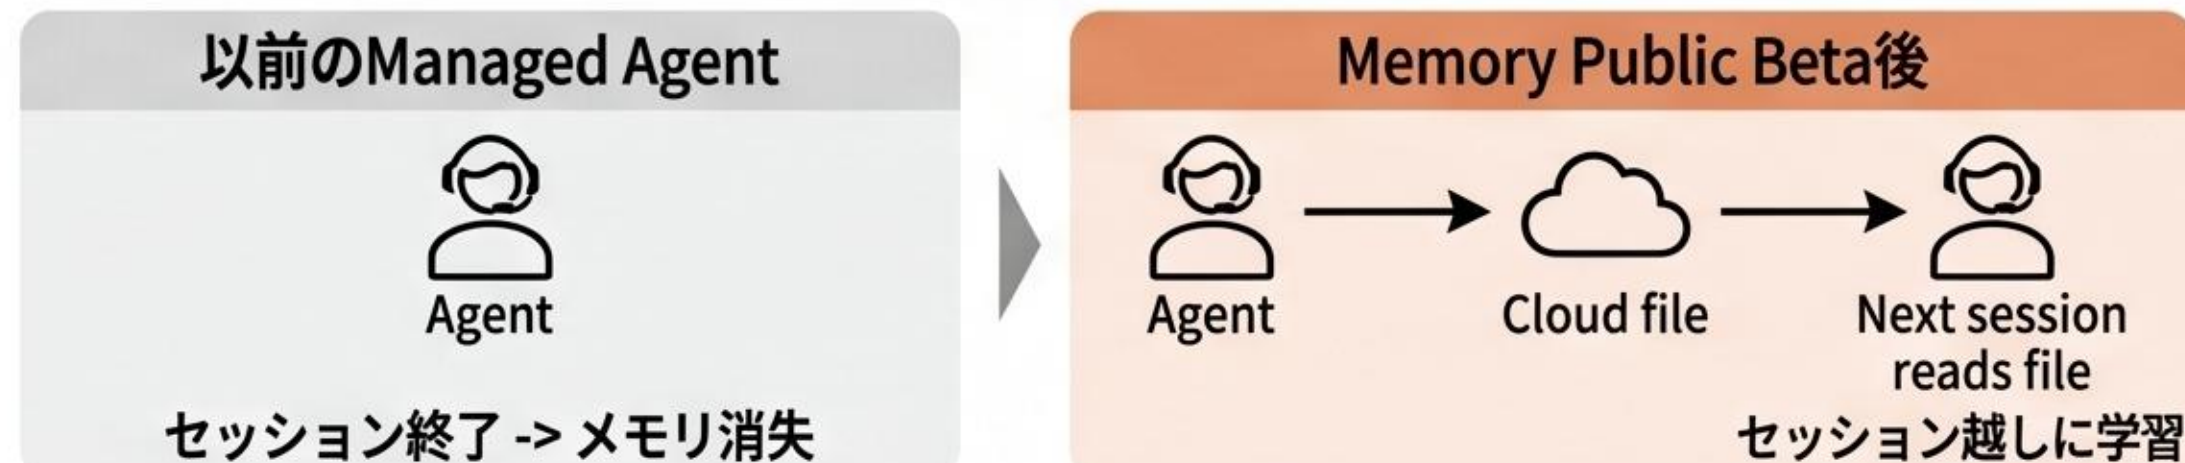 以前のManaged Agent
Agent
セッション終了 -> メモリ消失
Memory Public Beta後
Agent
Cloud file
Next session
reads file
セッション越しに学習